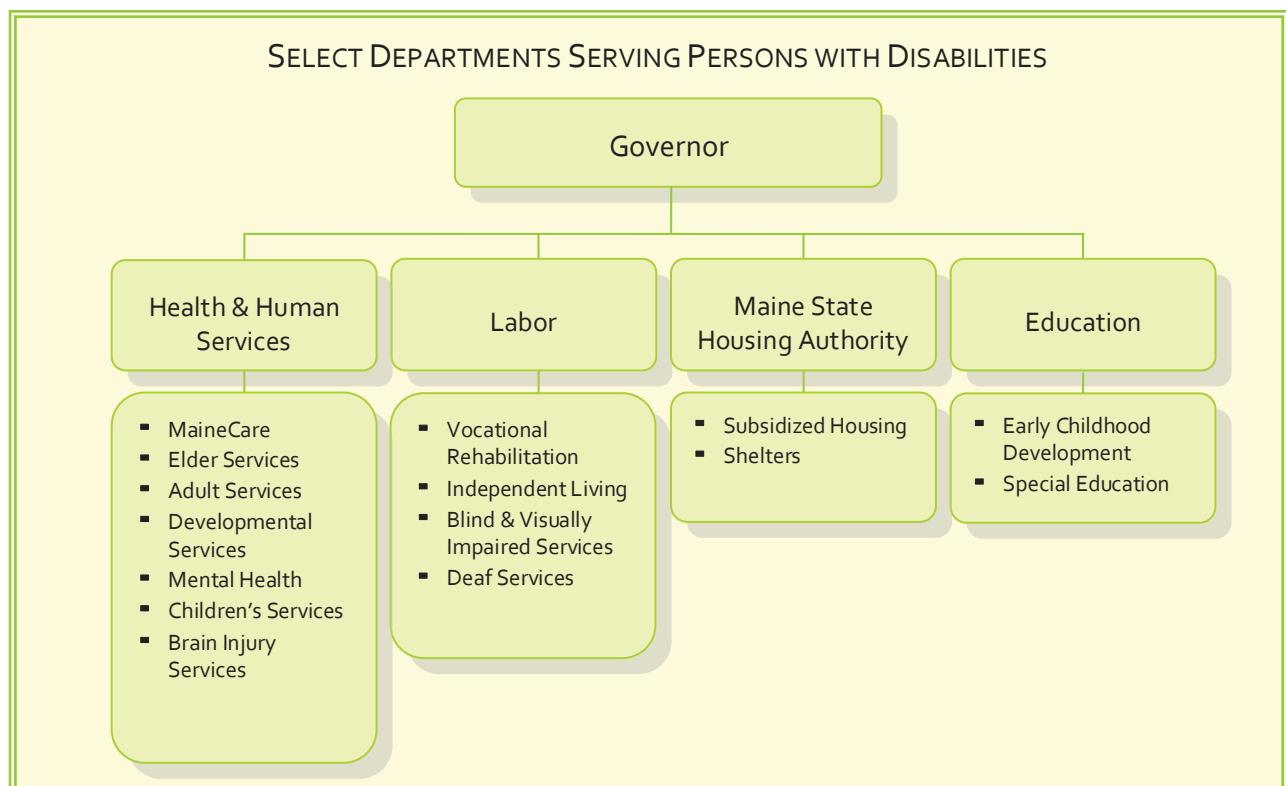 SELECT DEPARTMENTS SERVING PERSONS WITH DISABILITIES
Governor
Health & Human
Services
Labor
Maine State
Housing Authority
Education
▪ MaineCare
▪ Elder Services
▪ Adult Services
▪ Developmental
Services
▪ Mental Health
▪ Children’s Services
▪ Brain Injury
Services
▪ Vocational
Rehabilitation
▪ Independent Living
▪ Blind & Visually
Impaired Services
▪ Deaf Services
▪ Subsidized Housing
▪ Shelters
▪ Early Childhood
Development
▪ Special Education